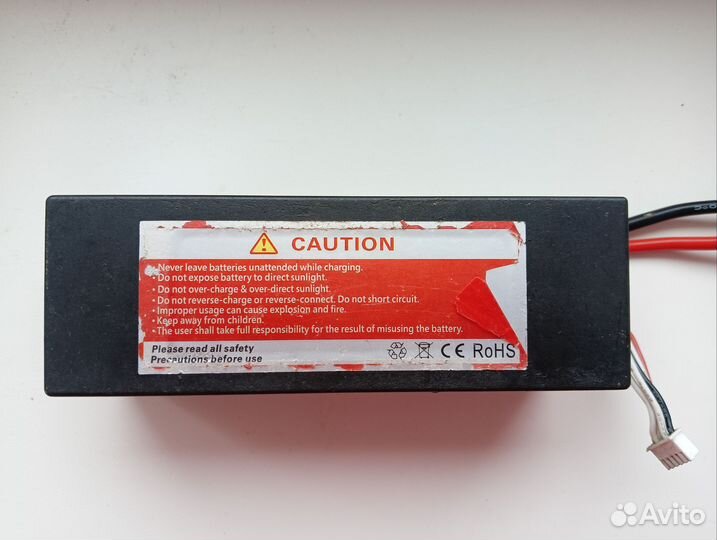 CAUTION
• Never leave batteries unattended while charging.
• Do not expose battery to direct sunlight.
• Do not over-charge & over-direct sunlight.
• Do not reverse-charge or reverse-connect. Do not short circuit.
• Improper usage can cause explosion and fire.
• Keep away from children.
• The user shall take full responsibility for the result of misusing the battery.
Please read all safety
Precautions before use
CE RoHS
Avito